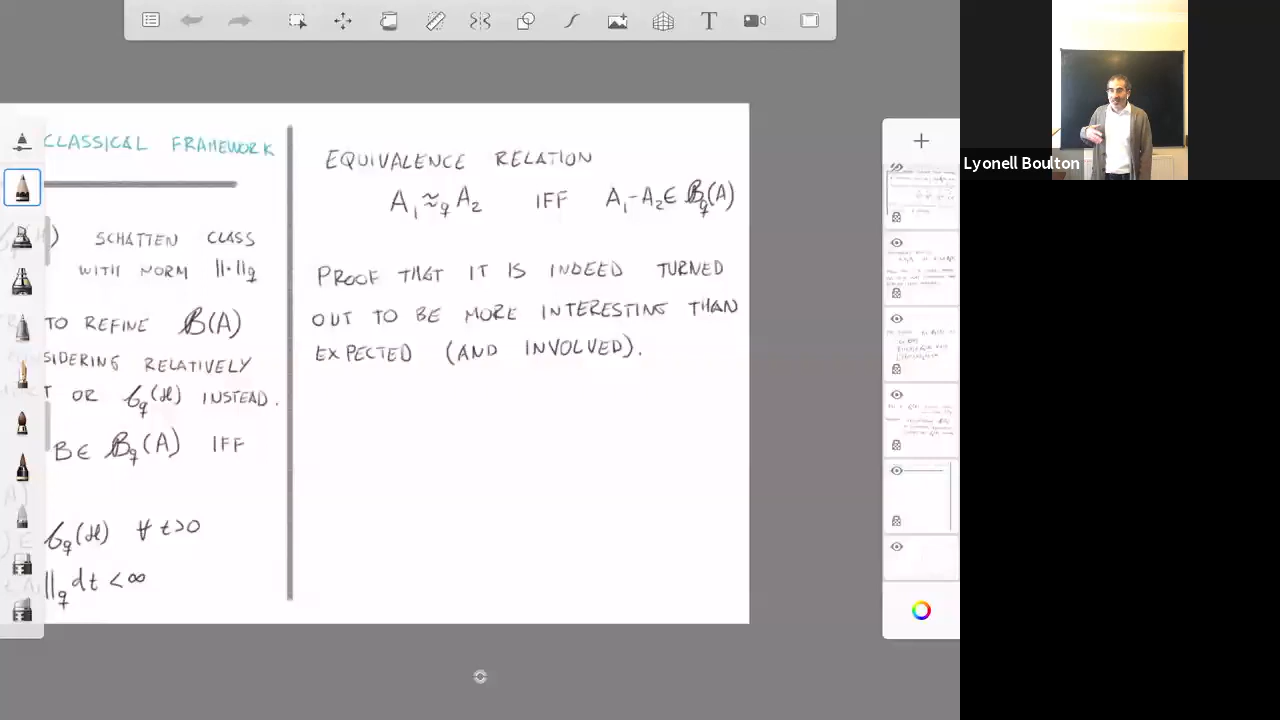 CLASSICAL FRAMEWORK
SCHATTEN CLASS
WITH NORM ||·||q
TO REFINE B(A)
SIDERING RELATIVELY
T OR 𝒞q(ℋ) INSTEAD.
B∈ Bq(A) IFF
𝒞q(ℋ) ∀ t>0
||q dt <∞
EQUIVALENCE RELATION
A1 ≈q A2 IFF A1-A2∈ Bq(A)
PROOF THAT IT IS INDEED TURNED
OUT TO BE MORE INTERESTING THAN
EXPECTED (AND INVOLVED).
T
Lyonell Boulton